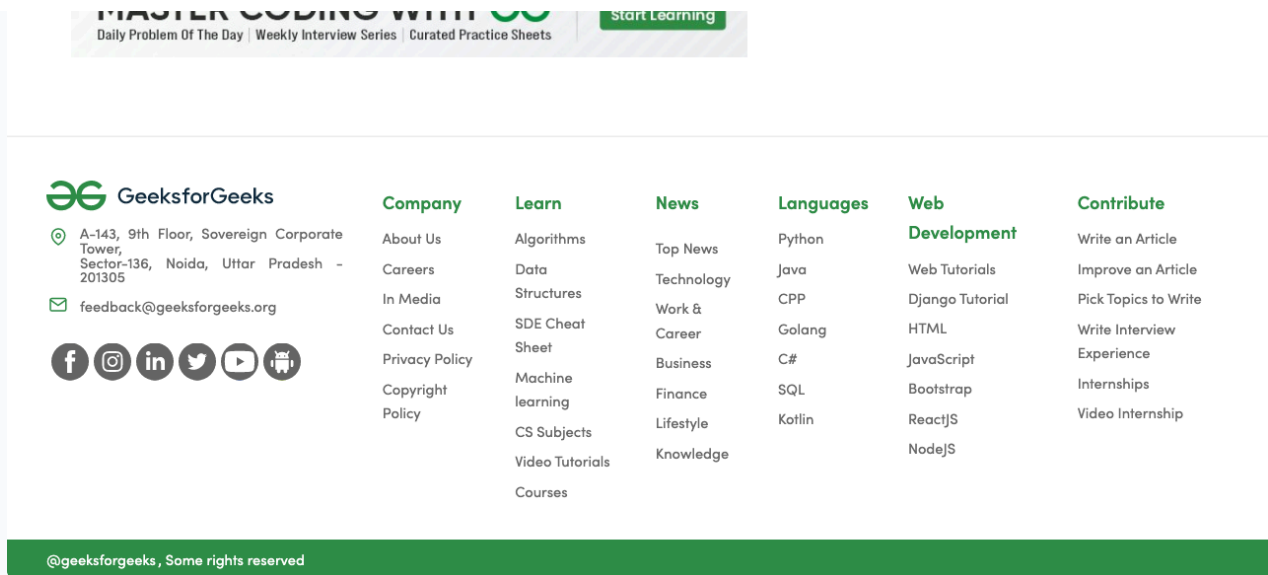 MASTER CODING WITH
Start Learning
Daily Problem Of The Day | Weekly Interview Series | Curated Practice Sheets
GeeksforGeeks
A-143, 9th Floor, Sovereign Corporate
Tower,
Sector-136, Noida, Uttar Pradesh -
201305
feedback@geeksforgeeks.org
Company
About Us
Careers
In Media
Contact Us
Privacy Policy
Copyright
Policy
Learn
Algorithms
Data
Structures
SDE Cheat
Sheet
Machine
learning
CS Subjects
Video Tutorials
Courses
News
Top News
Technology
Work &
Career
Business
Finance
Lifestyle
Knowledge
Languages
Python
Java
CPP
Golang
C#
SQL
Kotlin
Web
Development
Web Tutorials
Django Tutorial
HTML
JavaScript
Bootstrap
ReactJS
NodeJS
Contribute
Write an Article
Improve an Article
Pick Topics to Write
Write Interview
Experience
Internships
Video Internship
@geeksforgeeks , Some rights reserved